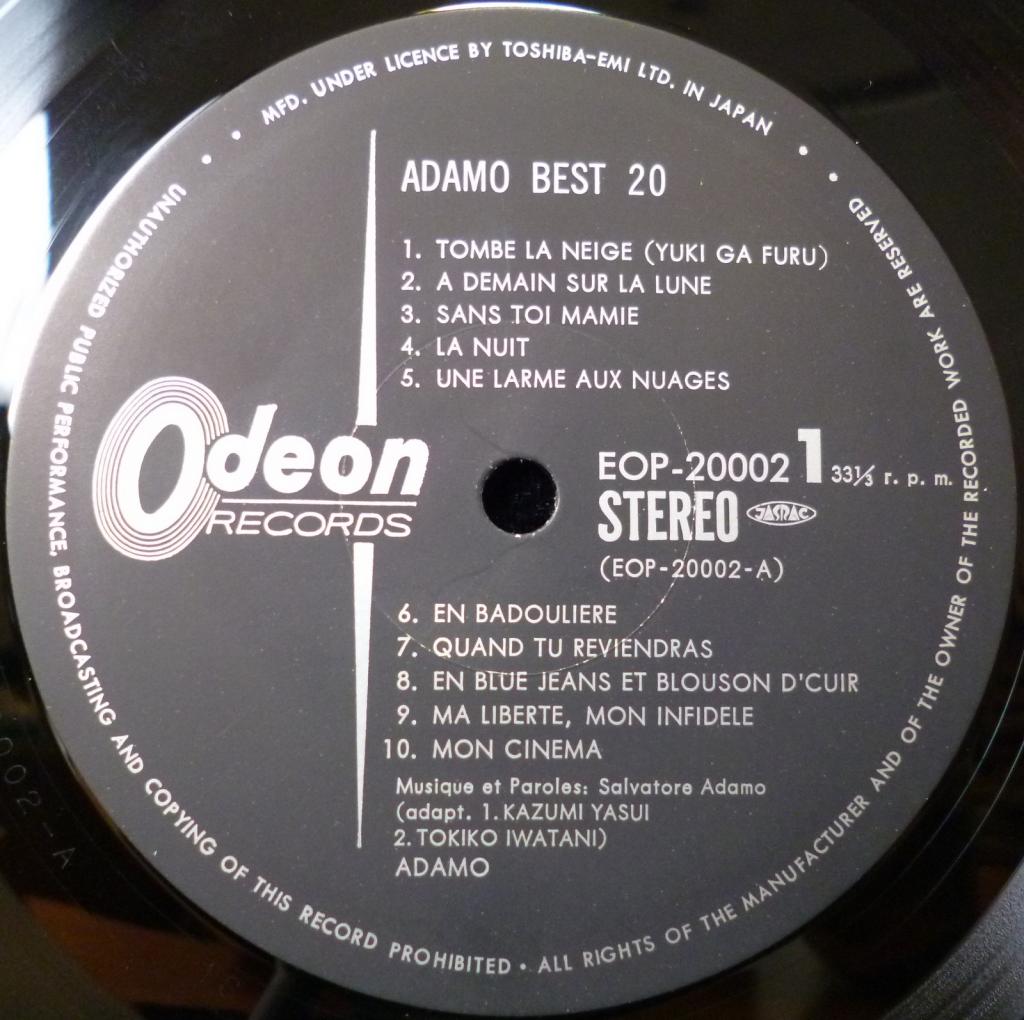 MFD. UNDER LICENCE BY TOSHIBA-EMI LTD. IN JAPAN
ADAMO BEST 20
1. TOMBE LA NEIGE (YUKI GA FURU)
2. A DEMAIN SUR LA LUNE
3. SANS TOI MAMIE
4. LA NUIT
5. UNE LARME AUX NUAGES
Odeon
RECORDS
EOP-20002 1 33⅓ r. p. m.
STEREO JASRAC
(EOP-20002-A)
6. EN BADOULIERE
7. QUAND TU REVIENDRAS
8. EN BLUE JEANS ET BLOUSON D'CUIR
9. MA LIBERTE, MON INFIDELE
10. MON CINEMA
Musique et Paroles: Salvatore Adamo
(adapt. 1. KAZUMI YASUI
2. TOKIKO IWATANI)
ADAMO
UNAUTHORIZED PUBLIC PERFORMANCE, BROADCASTING AND COPYING OF THIS RECORD PROHIBITED • ALL RIGHTS OF THE MANUFACTURER AND OF THE OWNER OF THE RECORDED WORK ARE RESERVED
002-A